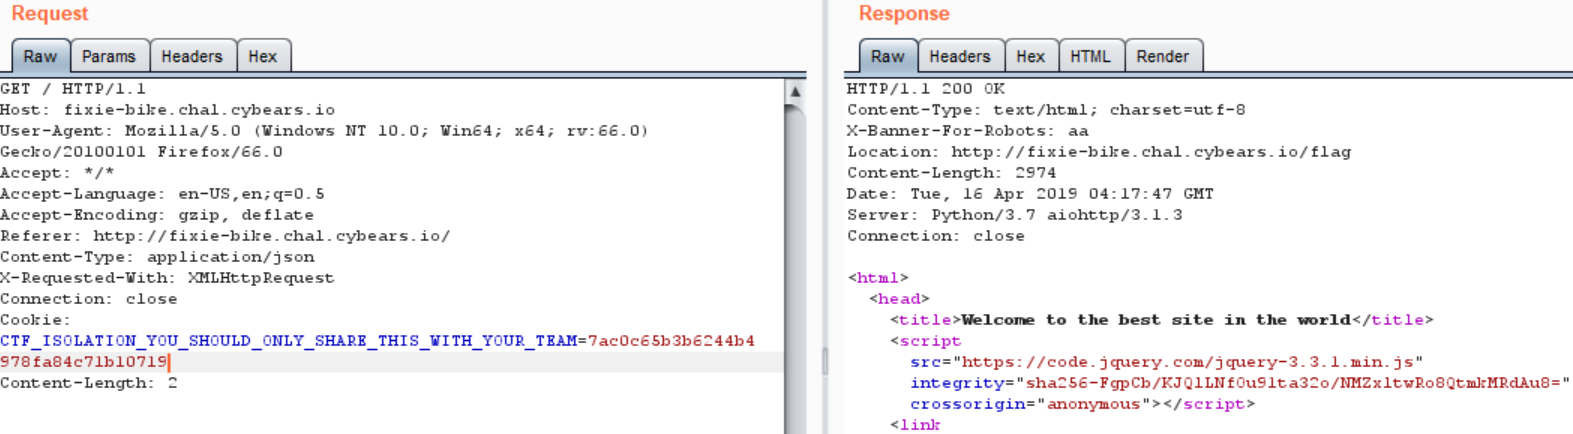 Request
Raw Params Headers Hex
GET / HTTP/1.1
Host: fixie-bike.chal.cybears.io
User-Agent: Mozilla/5.0 (Windows NT 10.0; Win64; x64; rv:66.0)
Gecko/20100101 Firefox/66.0
Accept: */*
Accept-Language: en-US,en;q=0.5
Accept-Encoding: gzip, deflate
Referer: http://fixie-bike.chal.cybears.io/
Content-Type: application/json
X-Requested-With: XMLHttpRequest
Connection: close
Cookie:
CTF_ISOLATION_YOU_SHOULD_ONLY_SHARE_THIS_WITH_YOUR_TEAM=7ac0c65b3b6244b4
978fa84c71b10719
Content-Length: 2
Response
Raw Headers Hex HTML Render
HTTP/1.1 200 OK
Content-Type: text/html; charset=utf-8
X-Banner-For-Robots: aa
Location: http://fixie-bike.chal.cybears.io/flag
Content-Length: 2974
Date: Tue, 16 Apr 2019 04:17:47 GMT
Server: Python/3.7 aiohttp/3.1.3
Connection: close
<html>
<head>
<title>Welcome to the best site in the world</title>
<script
src="https://code.jquery.com/jquery-3.3.1.min.js"
integrity="sha256-FgpCb/KJQlLNfOu91ta32o/NMZxltwRo8QtmkMRdAu8="
crossorigin="anonymous"></script>
<link